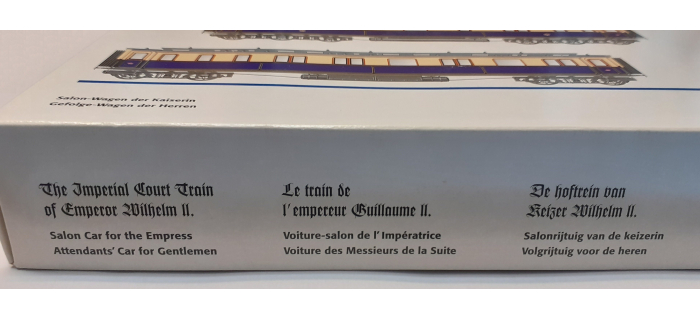 Salon-Wagen der Kaiserin
Gefolge-Wagen der Herren
The Imperial Court Train
of Emperor Wilhelm II.
Salon Car for the Empress
Attendants' Car for Gentlemen
Le train de
l'empereur Guillaume II.
Voiture-salon de l'Impératrice
Voiture des Messieurs de la Suite
De hoftrein van
Keizer Wilhelm II.
Salonrijtuig van de keizerin
Volgrijtuig voor de heren